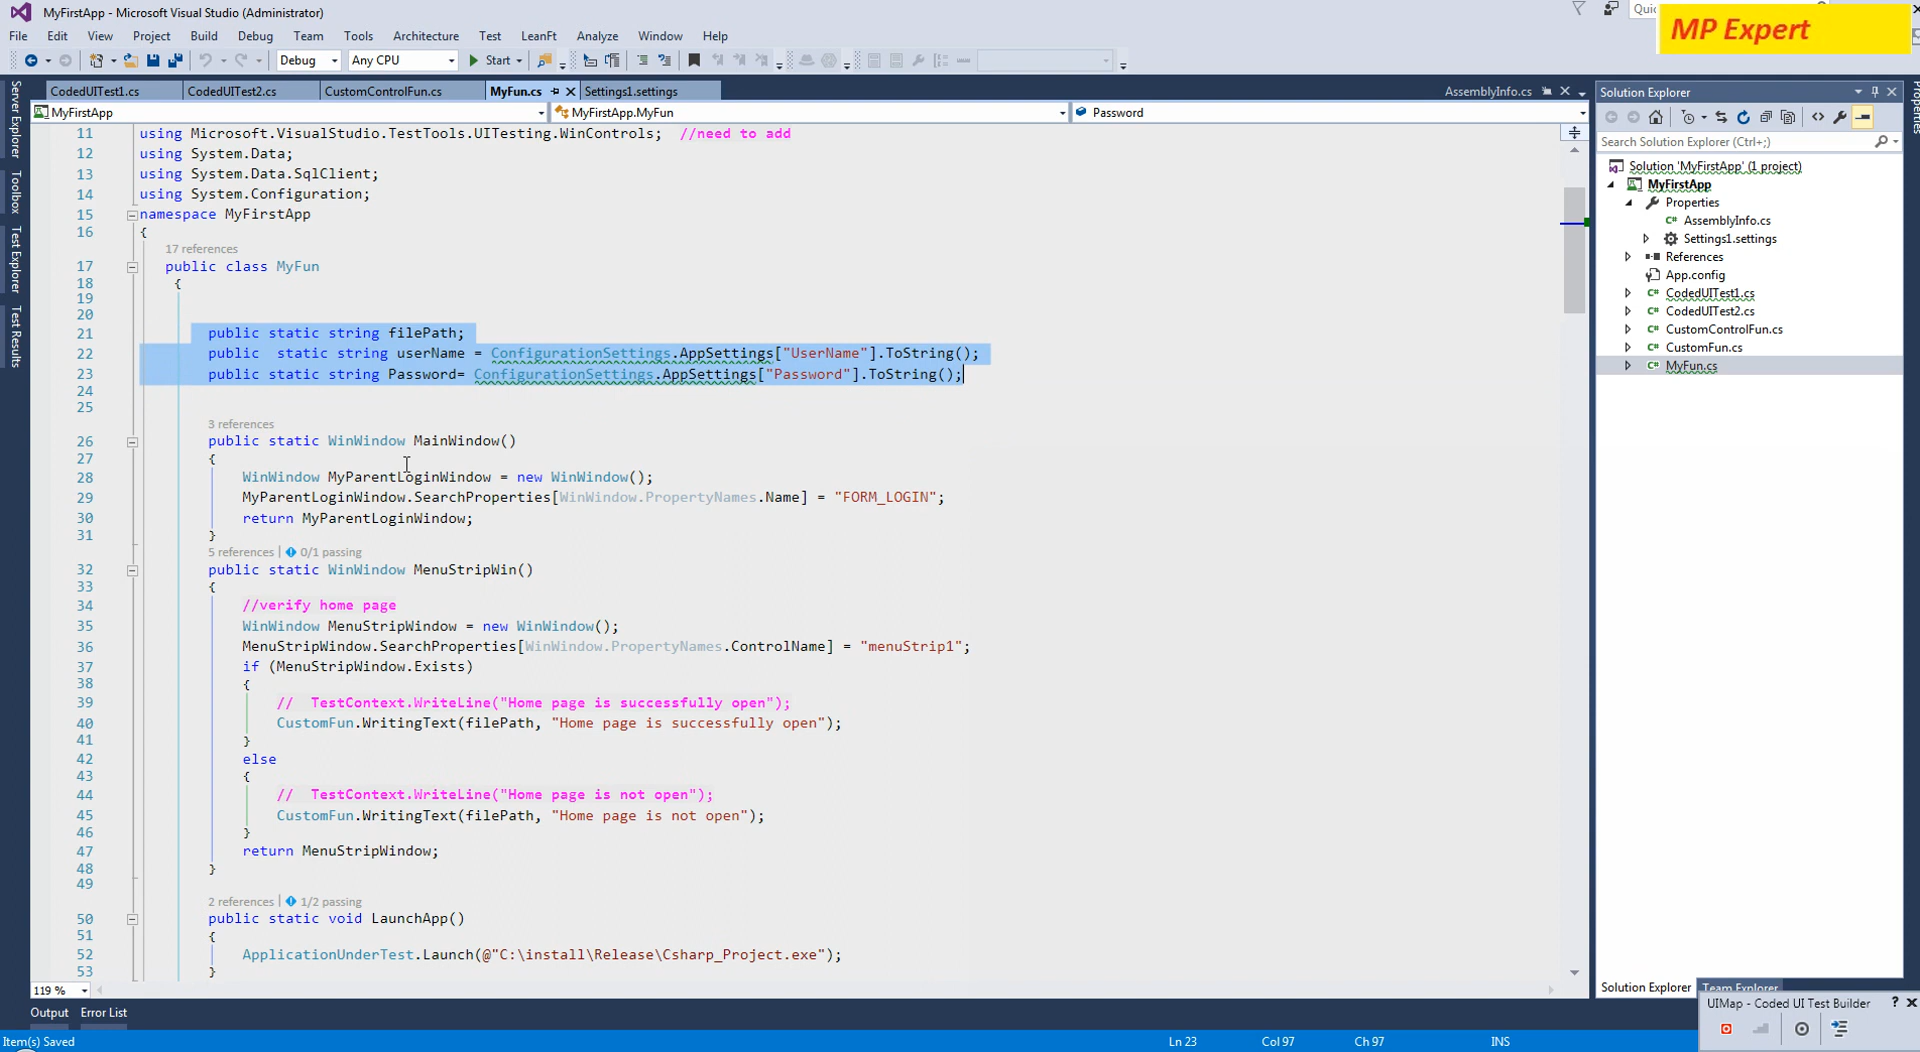 MyFirstApp - Microsoft Visual Studio (Administrator)
MP Expert
File Edit View Project Build Debug Team Tools Architecture Test LeanFt Analyze Window Help
Debug Any CPU Start
CodedUITest1.cs CodedUITest2.cs CustomControlFun.cs MyFun.cs Settings1.settings AssemblyInfo.cs
MyFirstApp MyFirstApp.MyFun Password
Server Explorer
Toolbox
Test Explorer
Test Results
11 using Microsoft.VisualStudio.TestTools.UITesting.WinControls; //need to add
12 using System.Data;
13 using System.Data.SqlClient;
14 using System.Configuration;
15 namespace MyFirstApp
16 {
17 references
17 public class MyFun
18 {
19
20
21 public static string filePath;
22 public static string userName = ConfigurationSettings.AppSettings["UserName"].ToString();
23 public static string Password= ConfigurationSettings.AppSettings["Password"].ToString();
24
25
3 references
26 public static WinWindow MainWindow()
27 {
28 WinWindow MyParentLoginWindow = new WinWindow();
29 MyParentLoginWindow.SearchProperties[WinWindow.PropertyNames.Name] = "FORM_LOGIN";
30 return MyParentLoginWindow;
31 }
5 references | 0/1 passing
32 public static WinWindow MenuStripWin()
33 {
34 //verify home page
35 WinWindow MenuStripWindow = new WinWindow();
36 MenuStripWindow.SearchProperties[WinWindow.PropertyNames.ControlName] = "menuStrip1";
37 if (MenuStripWindow.Exists)
38 {
39 // TestContext.WriteLine("Home page is successfully open");
40 CustomFun.WritingText(filePath, "Home page is successfully open");
41 }
42 else
43 {
44 // TestContext.WriteLine("Home page is not open");
45 CustomFun.WritingText(filePath, "Home page is not open");
46 }
47 return MenuStripWindow;
48 }
49
2 references | 1/2 passing
50 public static void LaunchApp()
51 {
52 ApplicationUnderTest.Launch(@"C:\install\Release\Csharp_Project.exe");
53 }
119 %
Output Error List
Item(s) Saved Ln 23 Col 97 Ch 97 INS
Solution Explorer
Search Solution Explorer (Ctrl+;)
Solution 'MyFirstApp' (1 project)
MyFirstApp
Properties
AssemblyInfo.cs
Settings1.settings
References
App.config
CodedUITest1.cs
CodedUITest2.cs
CustomControlFun.cs
CustomFun.cs
MyFun.cs
Solution Explorer Team Explorer
UIMap - Coded UI Test Builder
Properties